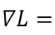 ∇L =